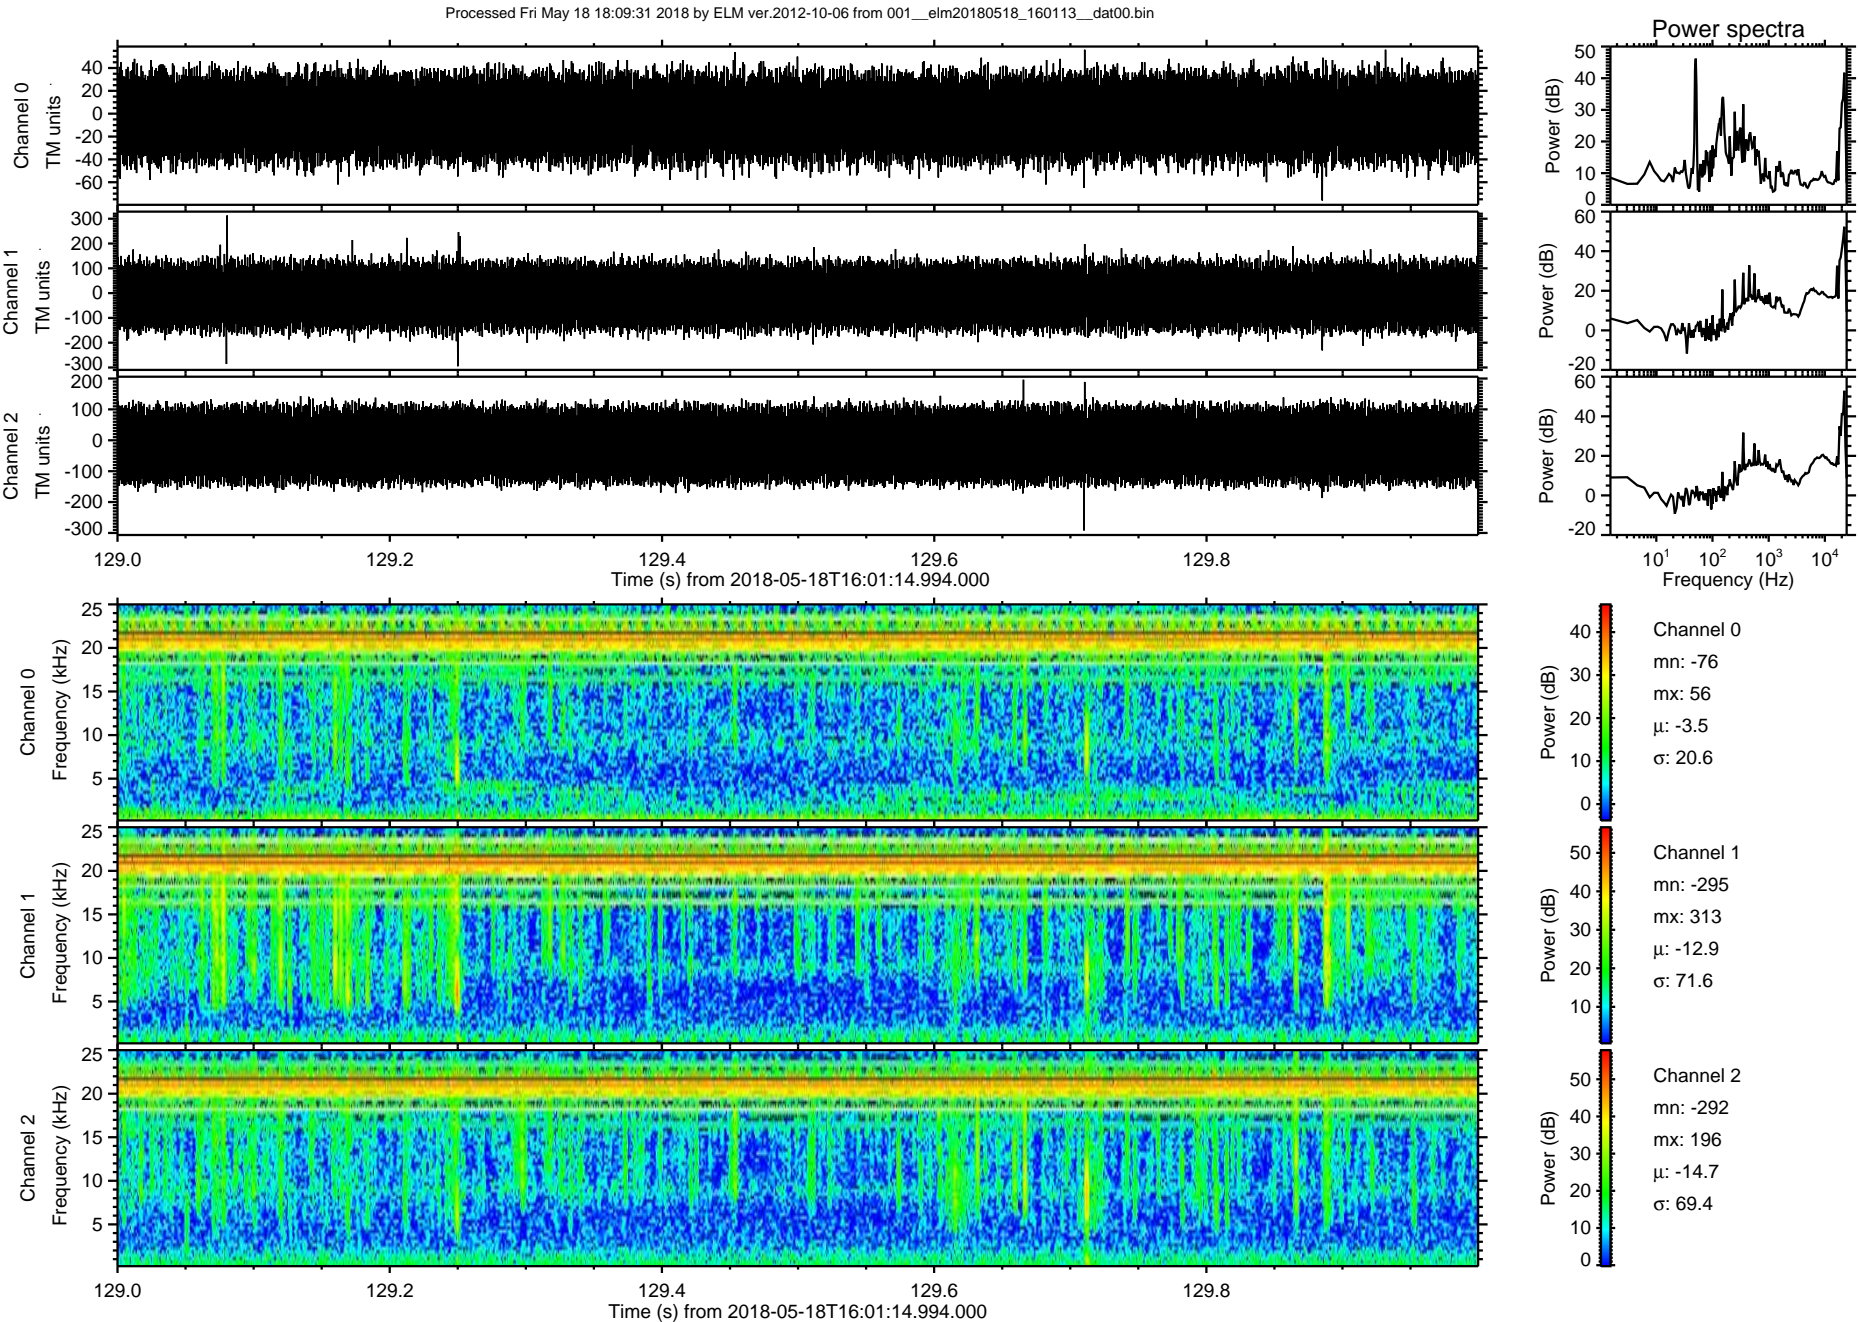 Processed Fri May 18 18:09:31 2018 by ELM ver.2012-10-06 from 001__elm20180518_160113__dat00.bin
Power spectra
Channel 0
TM units
40
20
0
-20
-40
-60
Power (dB)
50
40
30
20
10
0
Channel 1
TM units
300
200
100
0
-100
-200
-300
Power (dB)
60
40
20
0
-20
Channel 2
TM units
200
100
0
-100
-200
-300
Power (dB)
60
40
20
0
-20
129.0 129.2 129.4 129.6 129.8
Time (s) from 2018-05-18T16:01:14.994.000
10^1 10^2 10^3 10^4
Frequency (Hz)
Channel 0
Frequency (kHz)
25
20
15
10
5
Power (dB)
40
30
20
10
0
Channel 0
mn: -76
mx: 56
μ: -3.5
σ: 20.6
Channel 1
Frequency (kHz)
25
20
15
10
5
Power (dB)
50
40
30
20
10
Channel 1
mn: -295
mx: 313
μ: -12.9
σ: 71.6
Channel 2
Frequency (kHz)
25
20
15
10
5
Power (dB)
50
40
30
20
10
0
Channel 2
mn: -292
mx: 196
μ: -14.7
σ: 69.4
129.0 129.2 129.4 129.6 129.8
Time (s) from 2018-05-18T16:01:14.994.000